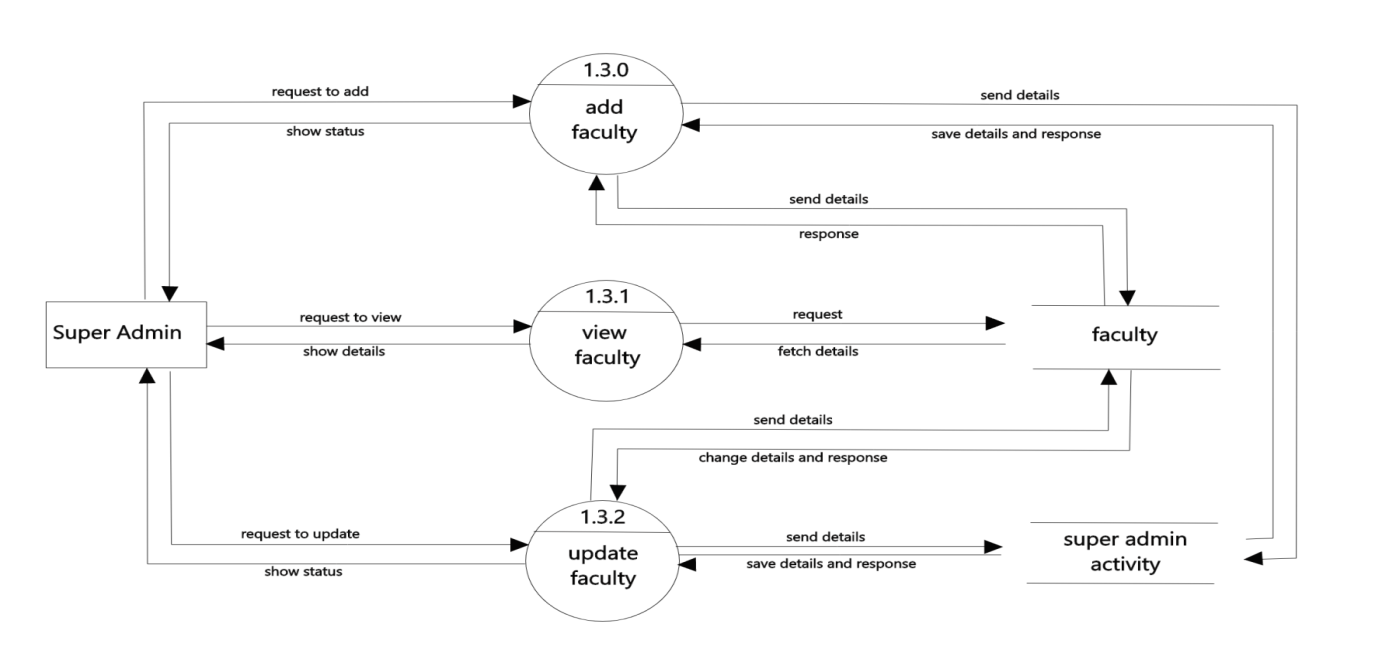 1.3.0
add
faculty
request to add
show status
send details
save details and response
send details
response
Super Admin
1.3.1
view
faculty
request to view
show details
request
fetch details
faculty
send details
change details and response
1.3.2
update
faculty
request to update
show status
send details
save details and response
super admin
activity